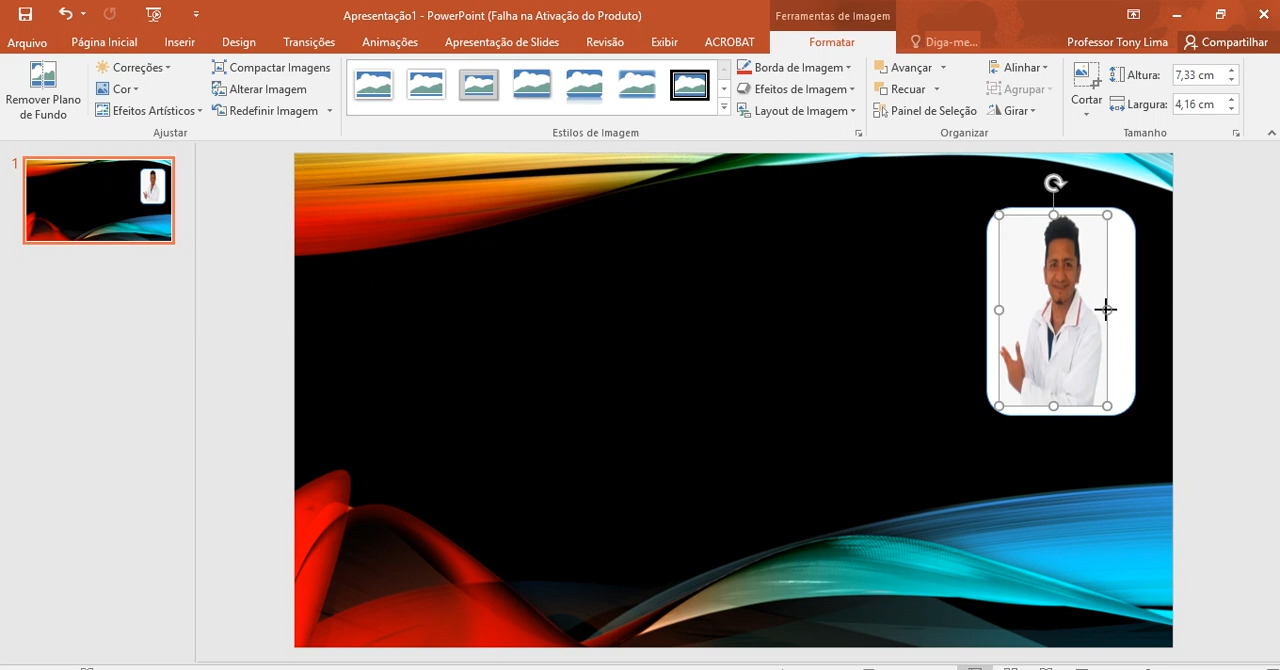 Apresentação1 - PowerPoint (Falha na Ativação do Produto)
Ferramentas de Imagem
Arquivo
Página Inicial
Inserir
Design
Transições
Animações
Apresentação de Slides
Revisão
Exibir
ACROBAT
Formatar
Diga-me...
Professor Tony Lima
Compartilhar
Remover Plano
de Fundo
Correções
Cor
Efeitos Artísticos
Compactar Imagens
Alterar Imagem
Redefinir Imagem
Ajustar
Estilos de Imagem
Borda de Imagem
Efeitos de Imagem
Layout de Imagem
Avançar
Recuar
Painel de Seleção
Alinhar
Agrupar
Girar
Organizar
Cortar
Altura: 7,33 cm
Largura: 4,16 cm
Tamanho
1